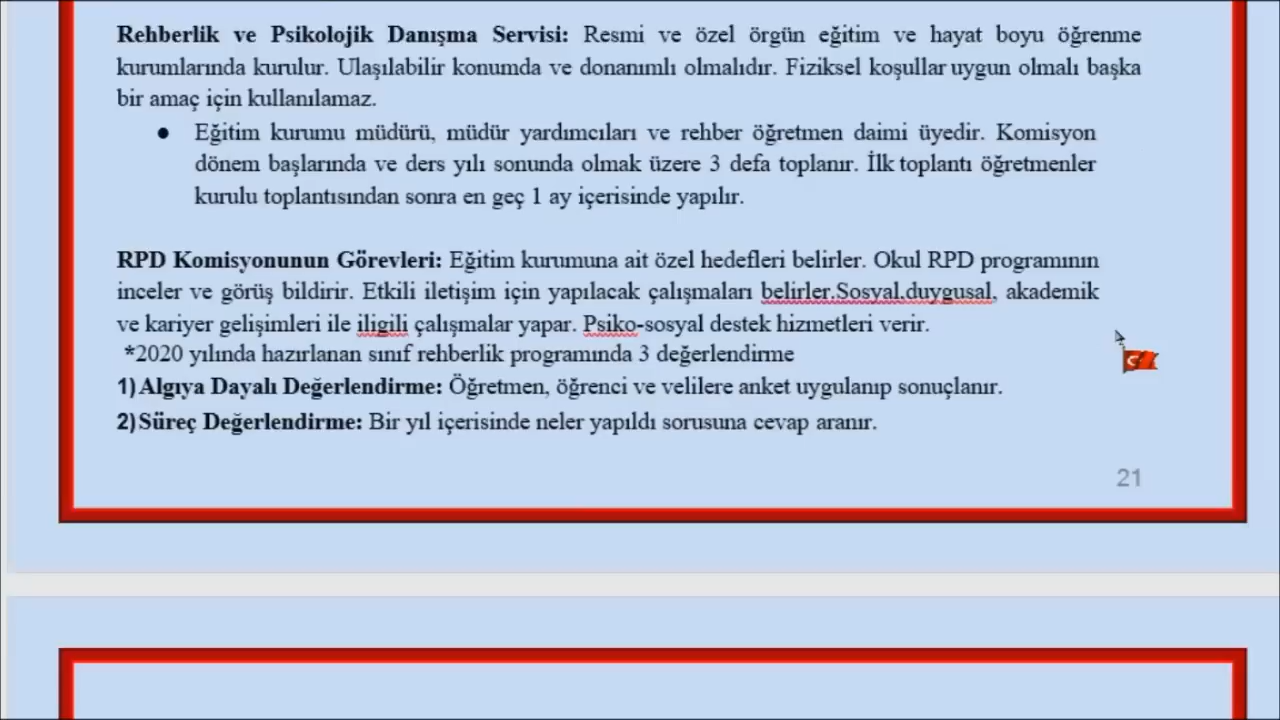 Rehberlik ve Psikolojik Danışma Servisi: Resmi ve özel örgün eğitim ve hayat boyu öğrenme
kurumlarında kurulur. Ulaşılabilir konumda ve donanımlı olmalıdır. Fiziksel koşullar uygun olmalı başka
bir amaç için kullanılamaz.
● Eğitim kurumu müdürü, müdür yardımcıları ve rehber öğretmen daimi üyedir. Komisyon
dönem başlarında ve ders yılı sonunda olmak üzere 3 defa toplanır. İlk toplantı öğretmenler
kurulu toplantısından sonra en geç 1 ay içerisinde yapılır.
RPD Komisyonunun Görevleri: Eğitim kurumuna ait özel hedefleri belirler. Okul RPD programının
inceler ve görüş bildirir. Etkili iletişim için yapılacak çalışmaları belirler.Sosyal,duygusal, akademik
ve kariyer gelişimleri ile iligili çalışmalar yapar. Psiko-sosyal destek hizmetleri verir.
*2020 yılında hazırlanan sınıf rehberlik programında 3 değerlendirme
1) Algıya Dayalı Değerlendirme: Öğretmen, öğrenci ve velilere anket uygulanıp sonuçlanır.
2) Süreç Değerlendirme: Bir yıl içerisinde neler yapıldı sorusuna cevap aranır.
21